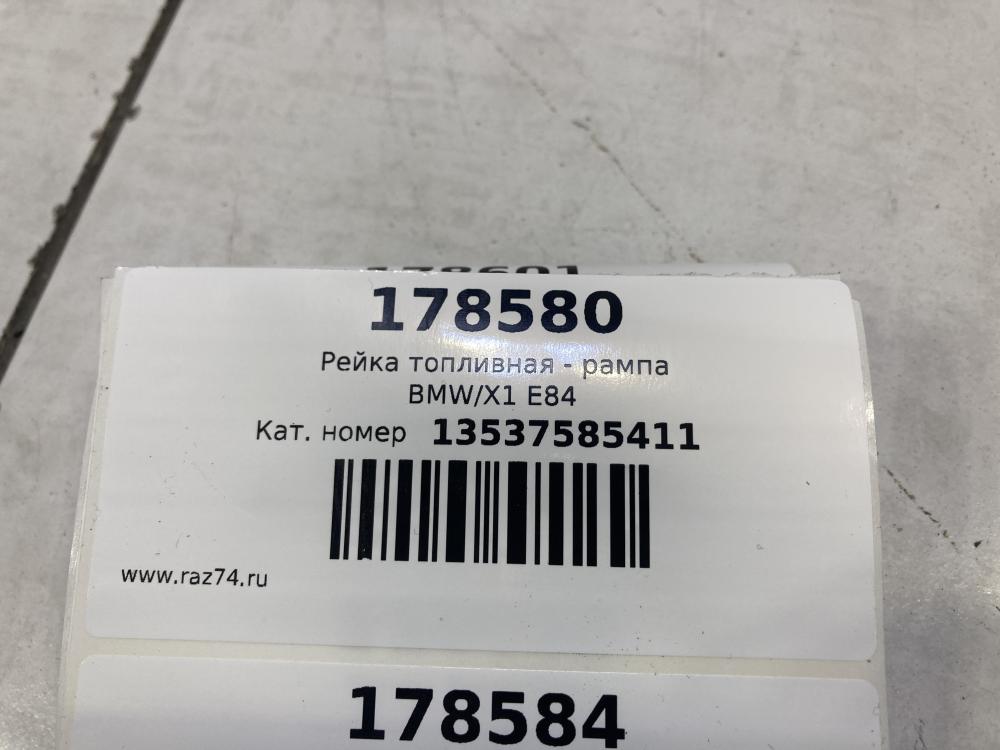 178580
Рейка топливная - рампа
BMW/X1 E84
Кат. номер 13537585411
www.raz74.ru
178584